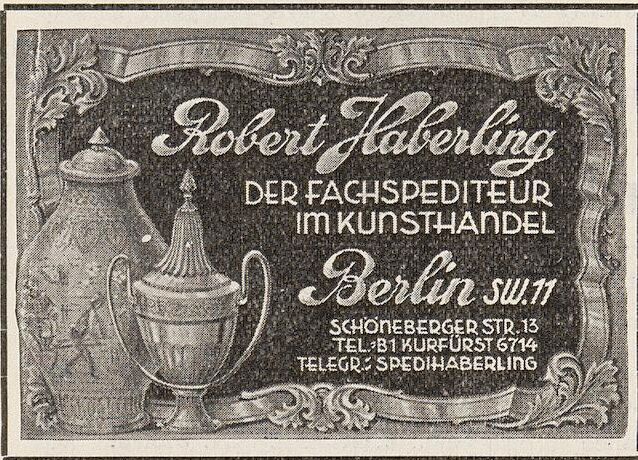 Robert Haberling
DER FACHSPEDITEUR
IM KUNSTHANDEL
Berlin SW.11
SCHÖNEBERGER STR. 13
TEL.: B1 KURFÜRST 6714
TELEGR.: SPEDIHABERLING